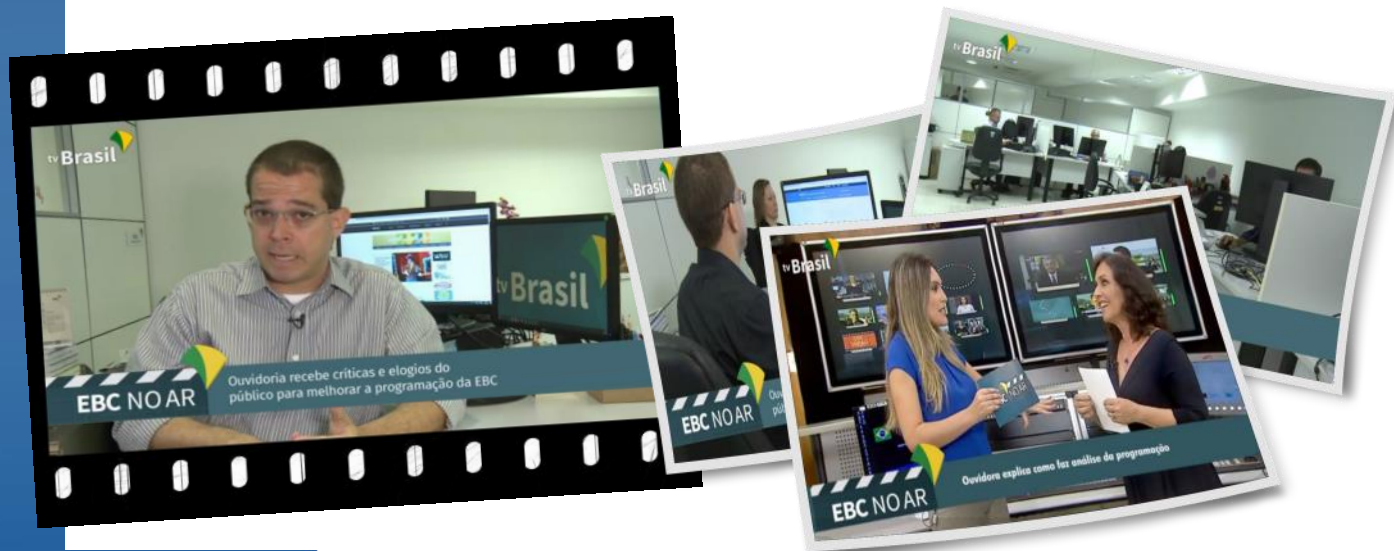 tv Brasil
tv Brasil
Ouvidoria recebe críticas e elogios do
público para melhorar a programação da EBC
EBC NO AR
Brasil
EBC NO AR
tv Brasil
tv Brasil
Ouvidora explica como faz análise da programação
EBC NO AR